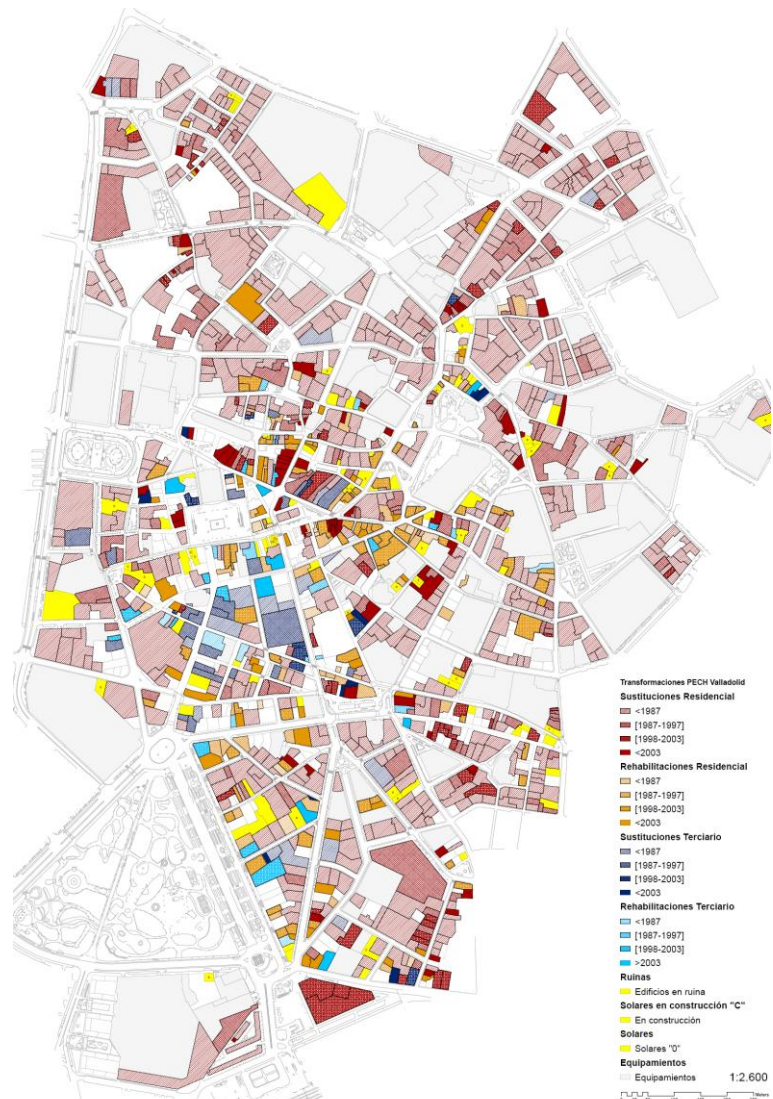 Transformaciones PECH Valladolid
Sustituciones Residencial
<1987
[1987-1997]
[1998-2003]
<2003
Rehabilitaciones Residencial
<1987
[1987-1997]
[1998-2003]
<2003
Sustituciones Terciario
<1987
[1987-1997]
[1998-2003]
<2003
Rehabilitaciones Terciario
<1987
[1987-1997]
[1998-2003]
>2003
Ruinas
Edificios en ruina
Solares en construcción "C"
En construcción
Solares
Solares "0"
Equipamientos
Equipamientos 1:2.600
Meters